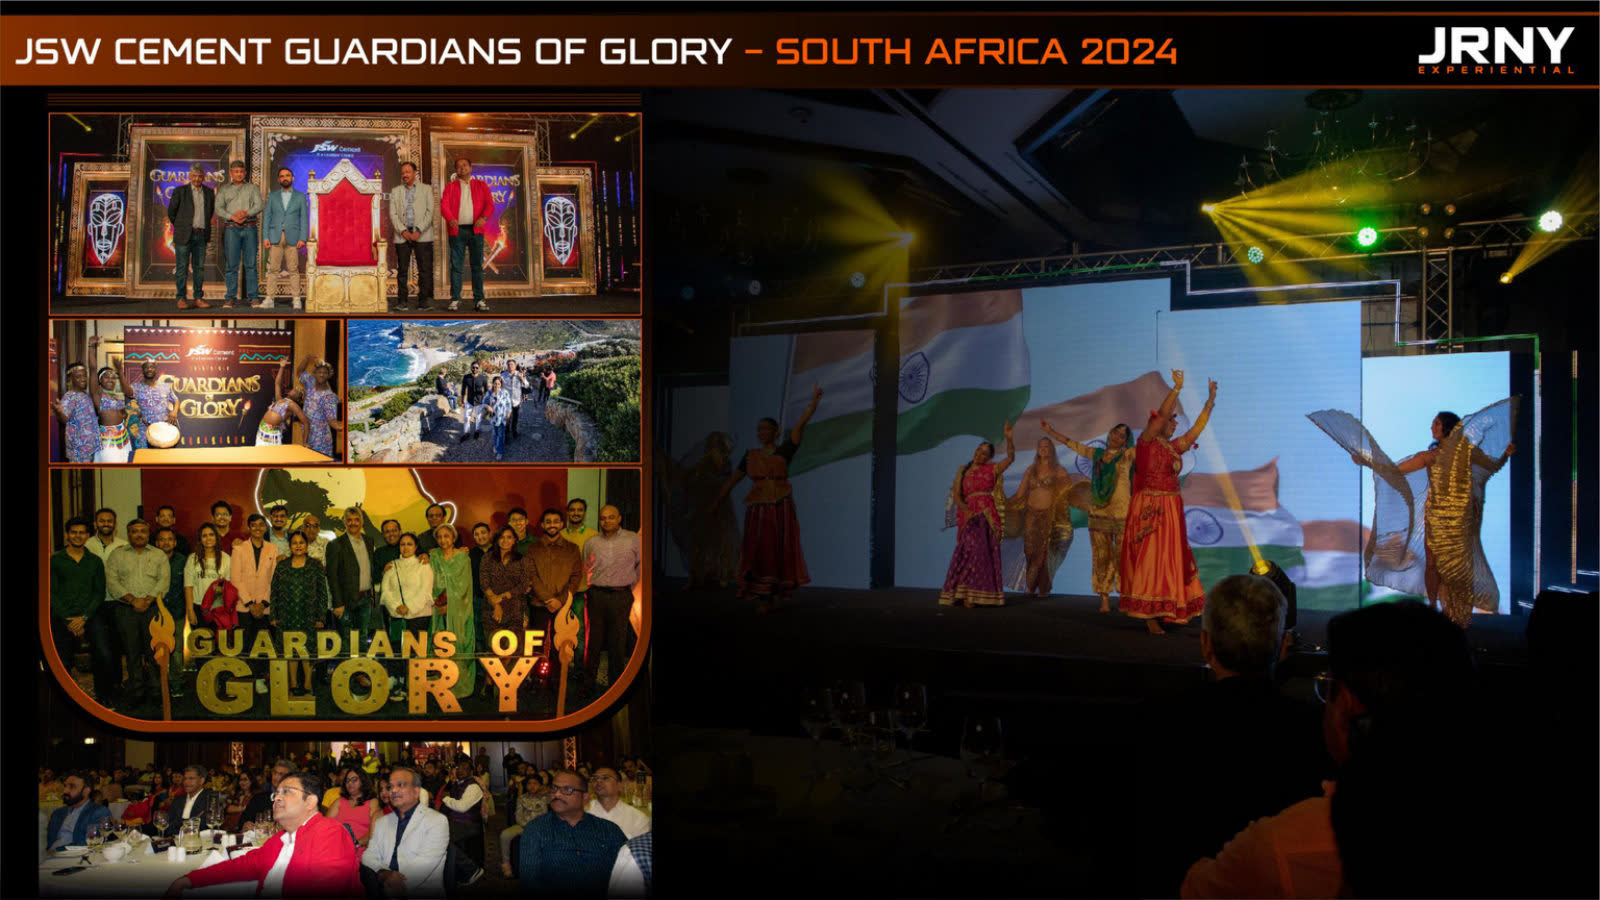 JSW CEMENT GUARDIANS OF GLORY – SOUTH AFRICA 2024
JRNY
EXPERIENTIAL
JSW Cement
GUARDIANS
GLORY
JSW Cement
GUARDIANS
OF
GLORY
GUARDIANS OF
GLORY